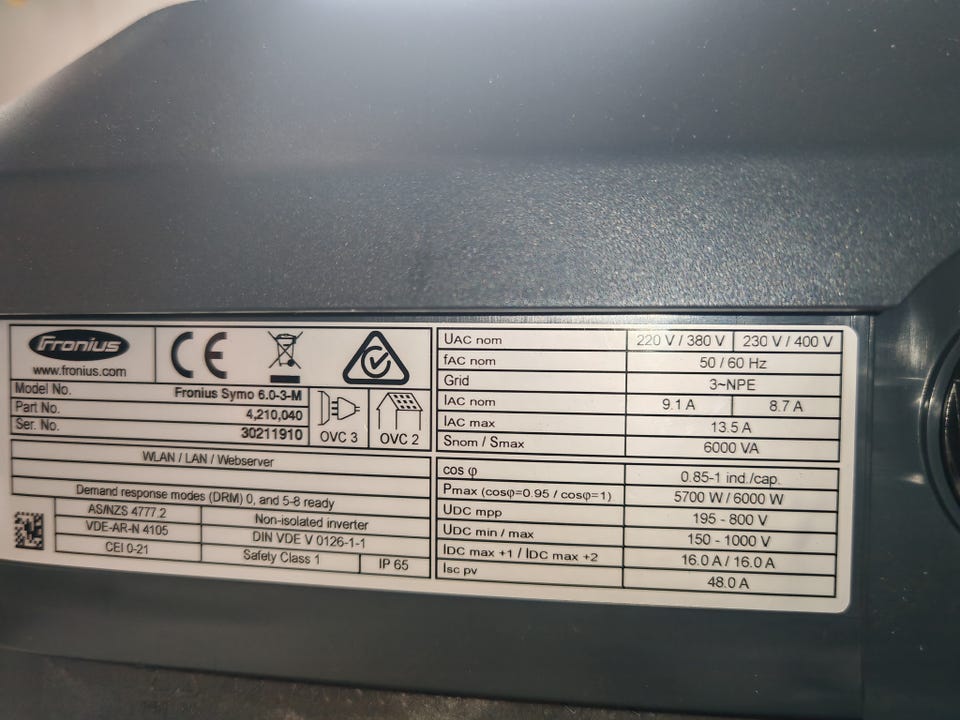 Fronius
www.fronius.com
CE
Model No. Fronius Symo 6.0-3-M
Part No. 4,210,040
Ser. No. 30211910
OVC 3 OVC 2
WLAN / LAN / Webserver
Demand response modes (DRM) 0, and 5-8 ready
AS/NZS 4777.2 Non-isolated inverter
VDE-AR-N 4105 DIN VDE V 0126-1-1
CEI 0-21 Safety Class 1 IP 65
UAC nom 220 V / 380 V 230 V / 400 V
fAC nom 50 / 60 Hz
Grid 3~NPE
IAC nom 9.1 A 8.7 A
IAC max 13.5 A
Snom / Smax 6000 VA
cos φ 0.85-1 ind./cap.
Pmax (cosφ=0.95 / cosφ=1) 5700 W / 6000 W
UDC mpp 195 - 800 V
UDC min / max 150 - 1000 V
IDC max +1 / IDC max +2 16.0 A / 16.0 A
Isc pv 48.0 A